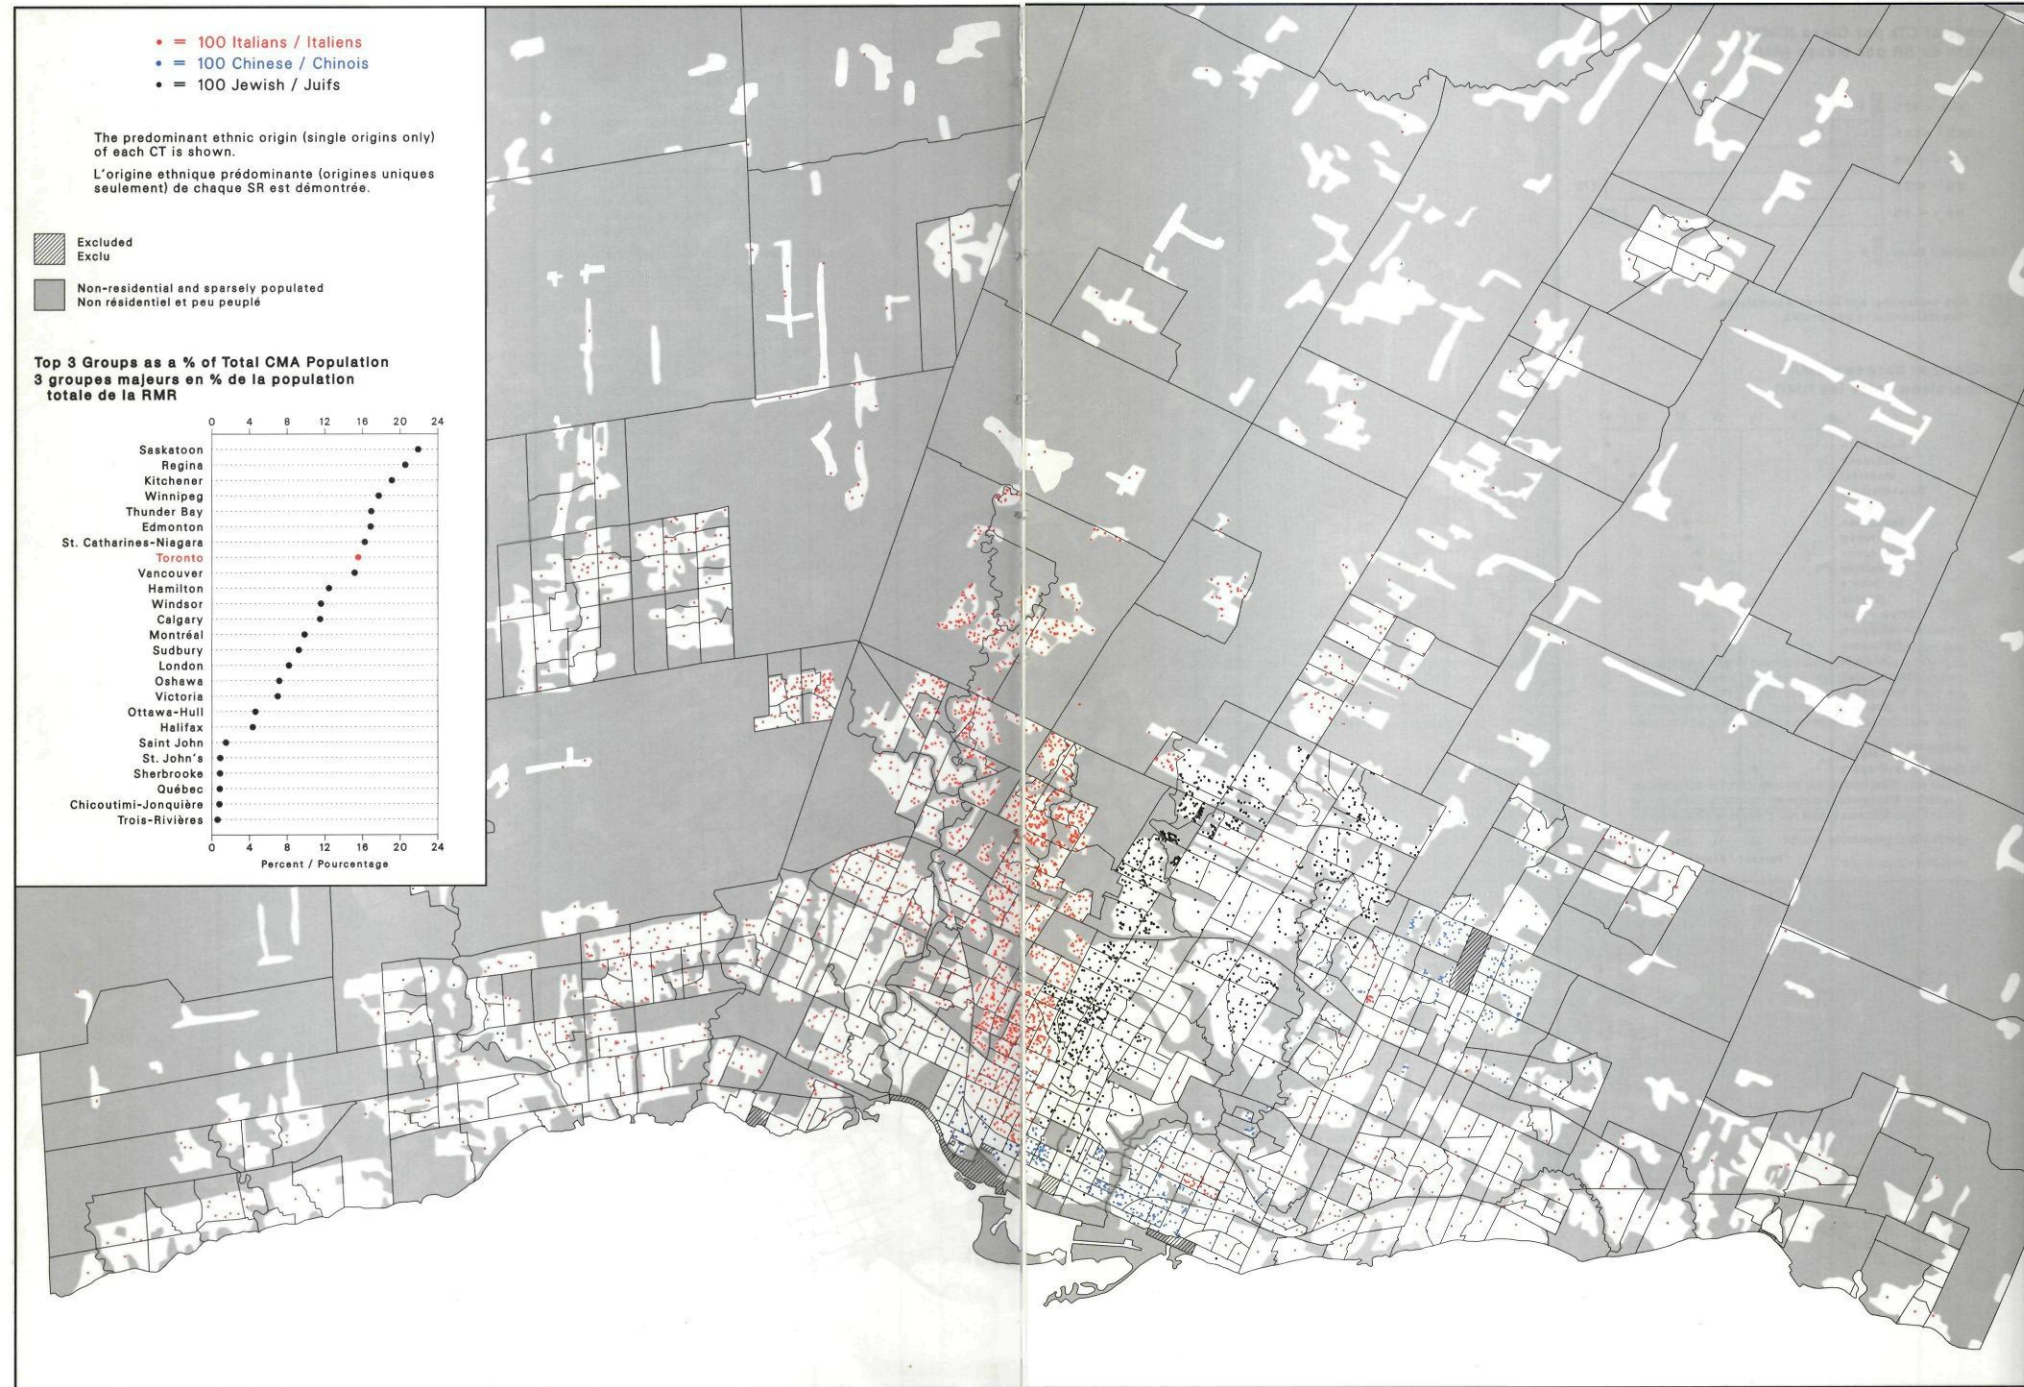 • = 100 Italians / Italiens
• = 100 Chinese / Chinois
• = 100 Jewish / Juifs
The predominant ethnic origin (single origins only)
of each CT is shown.
L'origine ethnique prédominante (origines uniques
seulement) de chaque SR est démontrée.
Excluded
Exclu
Non-residential and sparsely populated
Non résidentiel et peu peuplé
Top 3 Groups as a % of Total CMA Population
3 groupes majeurs en % de la population
totale de la RMR
0 4 8 12 16 20 24
Saskatoon
Regina
Kitchener
Winnipeg
Thunder Bay
Edmonton
St. Catharines-Niagara
Toronto
Vancouver
Hamilton
Windsor
Calgary
Montréal
Sudbury
London
Oshawa
Victoria
Ottawa-Hull
Halifax
Saint John
St. John's
Sherbrooke
Québec
Chicoutimi-Jonquière
Trois-Rivières
0 4 8 12 16 20 24
Percent / Pourcentage